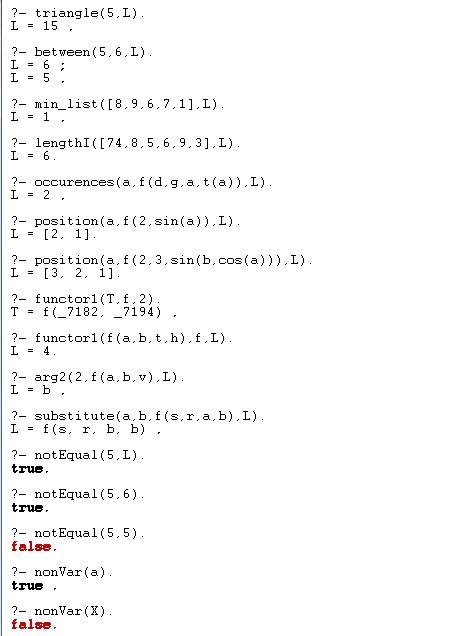 ?- triangle(5,L).
L = 15 .
?- between(5,6,L).
L = 6 ;
L = 5 .
?- min_list([8,9,6,7,1],L).
L = 1 .
?- lengthI([74,8,5,6,9,3],L).
L = 6.
?- occurences(a,f(d,g,a,t(a)),L).
L = 2 .
?- position(a,f(2,sin(a)),L).
L = [2, 1].
?- position(a,f(2,3,sin(b,cos(a))),L).
L = [3, 2, 1].
?- functor1(T,f,2).
T = f(_7182, _7194) .
?- functor1(f(a,b,t,h),f,L).
L = 4.
?- arg2(2,f(a,b,v),L).
L = b .
?- substitute(a,b,f(s,r,a,b),L).
L = f(s, r, b, b) .
?- notEqual(5,L).
true.
?- notEqual(5,6).
true.
?- notEqual(5,5).
false.
?- nonVar(a).
true .
?- nonVar(X).
false.